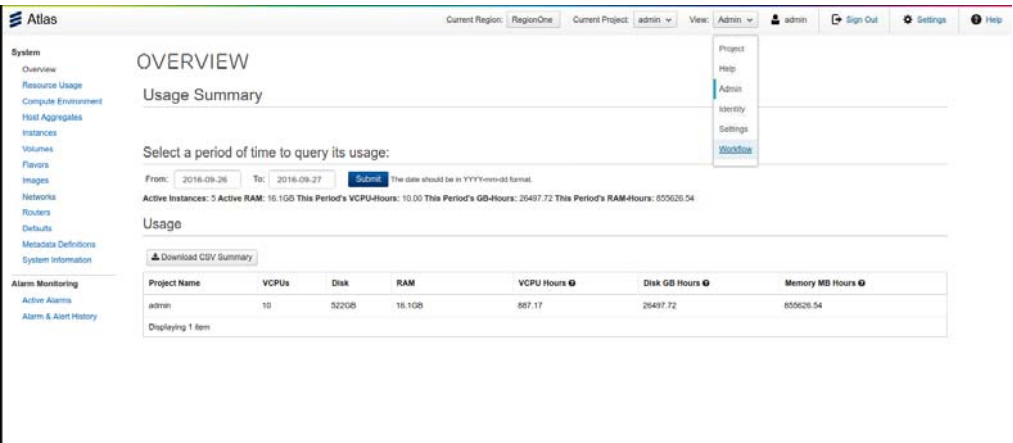 Atlas
Current Region: RegionOne Current Project: admin View: Admin admin Sign Out Settings Help
Project
Help
Admin
Identity
Settings
Workflow
System
Overview
Resource Usage
Compute Environment
Host Aggregates
Instances
Volumes
Flavors
Images
Networks
Routers
Defaults
Metadata Definitions
System Information
Alarm Monitoring
Active Alarms
Alarm & Alert History
OVERVIEW
Usage Summary
Select a period of time to query its usage:
From: 2016-09-26 To: 2016-09-27 Submit The date should be in YYYY-mm-dd format.
Active Instances: 5 Active RAM: 16.1GB This Period's VCPU-Hours: 10.00 This Period's GB-Hours: 26497.72 This Period's RAM-Hours: 855626.54
Usage
Download CSV Summary
Project Name VCPUs Disk RAM VCPU Hours Disk GB Hours Memory MB Hours
admin 10 522GB 16.1GB 887.17 26497.72 855626.54
Displaying 1 item